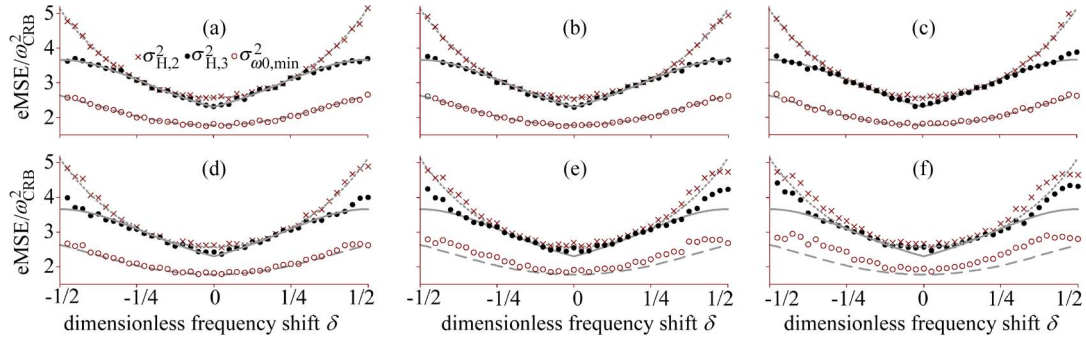 eMSE/ω²CRB
5
4
3
2
(a)
× σ²H,2 ● σ²H,3 ○ σ²ω0,min
(b)
(c)
eMSE/ω²CRB
5
4
3
2
(d)
(e)
(f)
-1/2 -1/4 0 1/4 1/2
-1/2 -1/4 0 1/4 1/2
-1/2 -1/4 0 1/4 1/2
dimensionless frequency shift δ
dimensionless frequency shift δ
dimensionless frequency shift δ